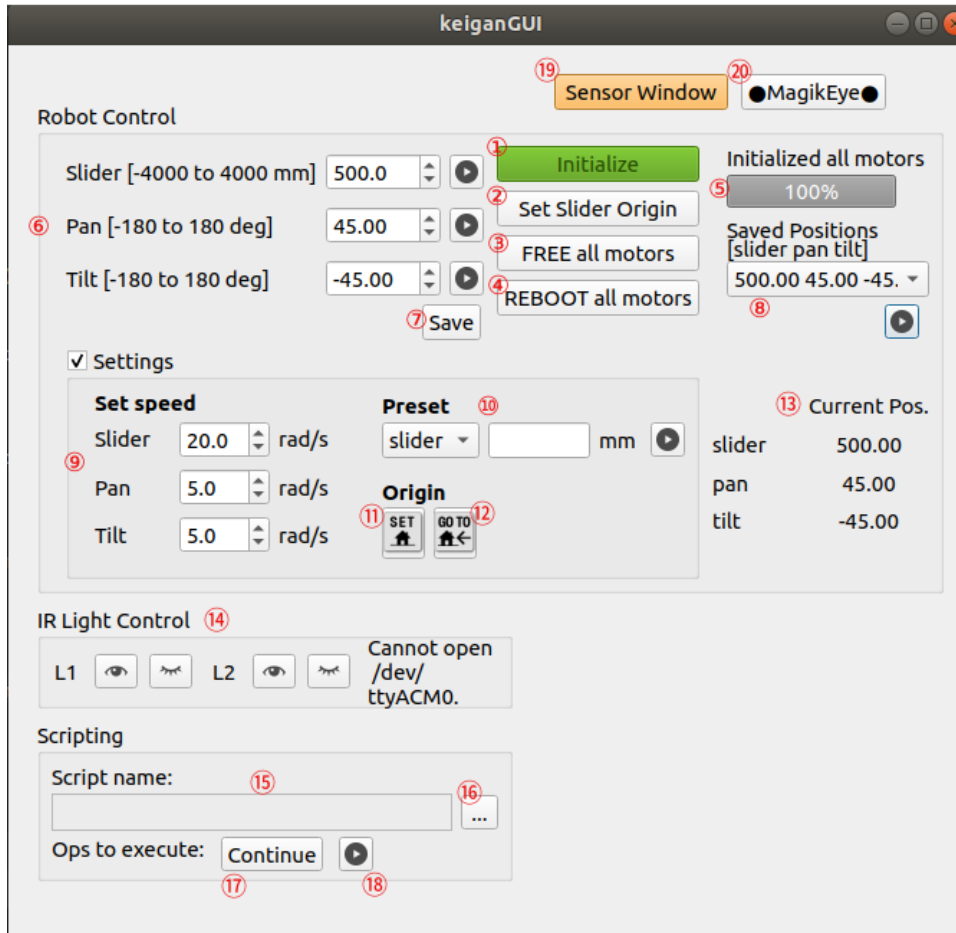 keiganGUI
⑲ Sensor Window ⑳ ●MagikEye●
Robot Control
Slider [-4000 to 4000 mm] 500.0 ① Initialize Initialized all motors
⑤ 100%
② Set Slider Origin
⑥ Pan [-180 to 180 deg] 45.00 Saved Positions
[slider pan tilt]
③ FREE all motors
Tilt [-180 to 180 deg] -45.00 500.00 45.00 -45.
④ REBOOT all motors ⑧
⑦ Save
Settings
Set speed Preset ⑩ ⑬ Current Pos.
Slider 20.0 rad/s slider mm slider 500.00
⑨
Pan 5.0 rad/s Origin pan 45.00
⑪ SET GO TO ⑫
Tilt 5.0 rad/s tilt -45.00
IR Light Control ⑭
L1 L2 Cannot open
/dev/
ttyACM0.
Scripting
Script name: ⑮ ⑯
...
Ops to execute: Continue
⑰ ⑱